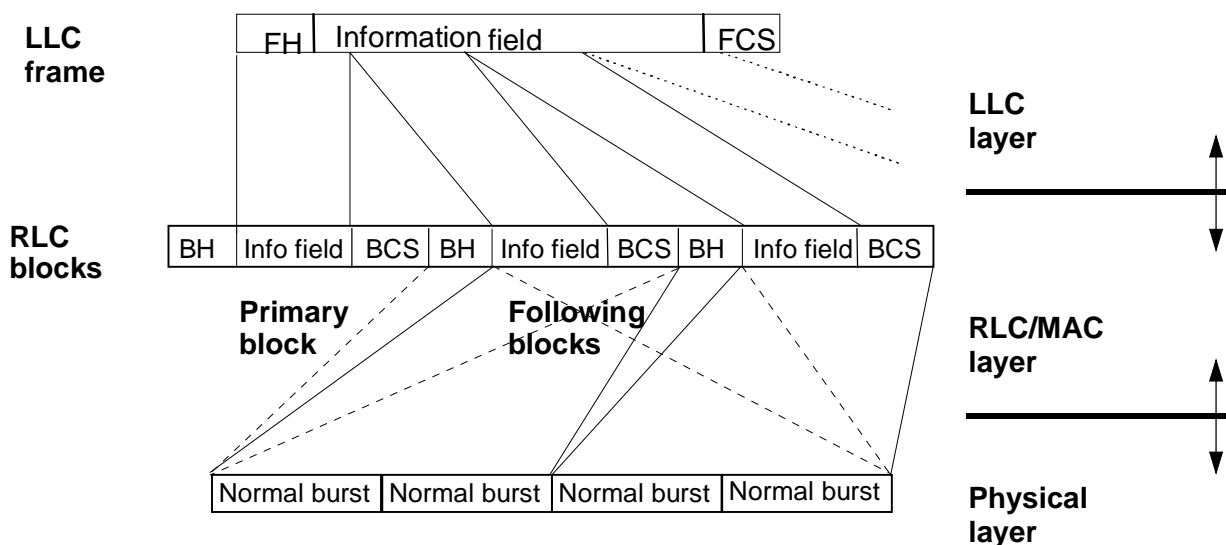 LLC
frame
FH Information field FCS
LLC
layer
RLC
blocks
BH Info field BCS BH Info field BCS BH Info field BCS
Primary
block
Following
blocks
RLC/MAC
layer
Normal burst Normal burst Normal burst Normal burst
Physical
layer